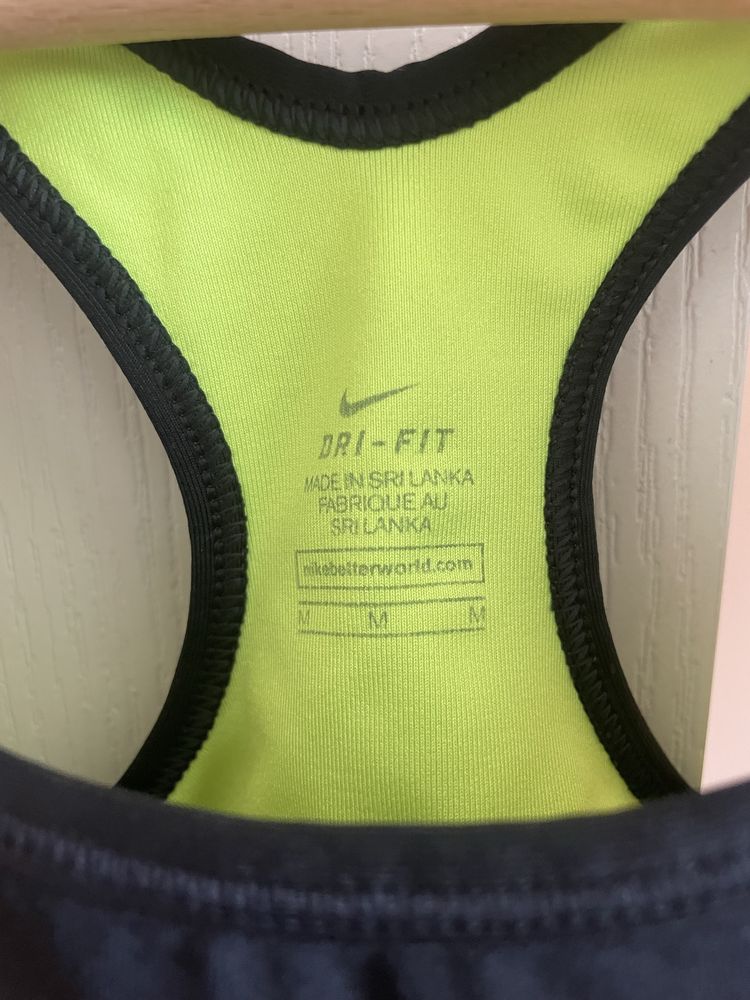 DRI-FIT
MADE IN SRI LANKA
FABRIQUE AU
SRI LANKA
nikebetterworld.com
M M M